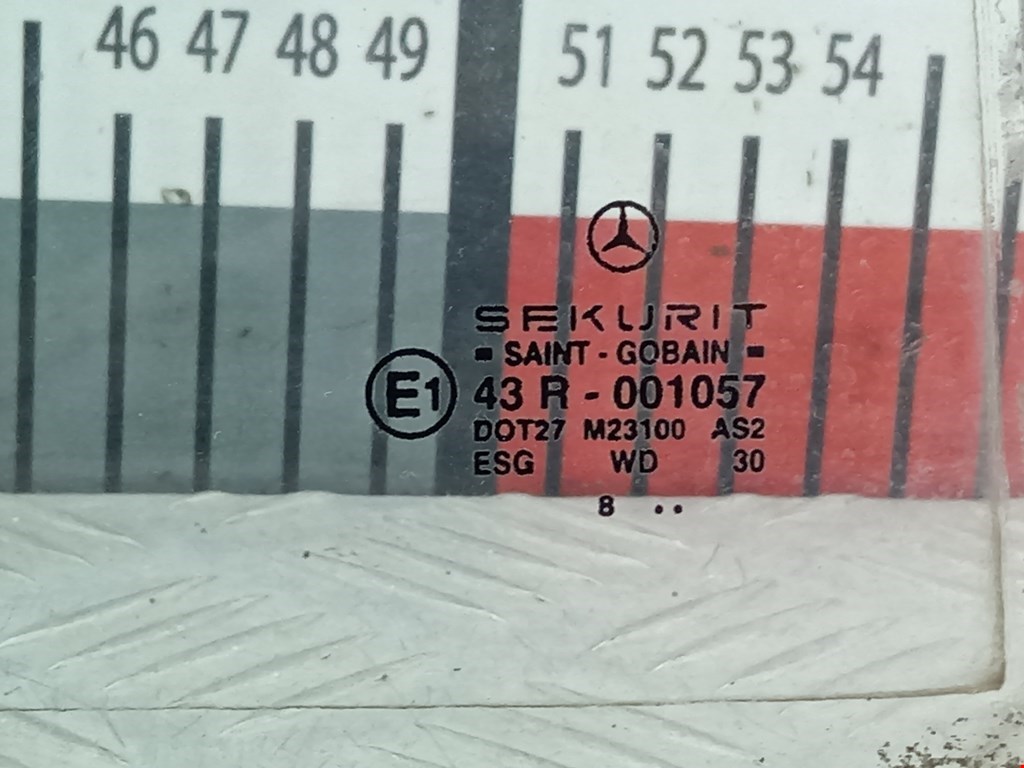 46 47 48 49 51 52 53 54
SEKURIT
SAINT - GOBAIN
E1 43 R - 001057
DOT27 M23100 AS2
ESG WD 30
8 ..